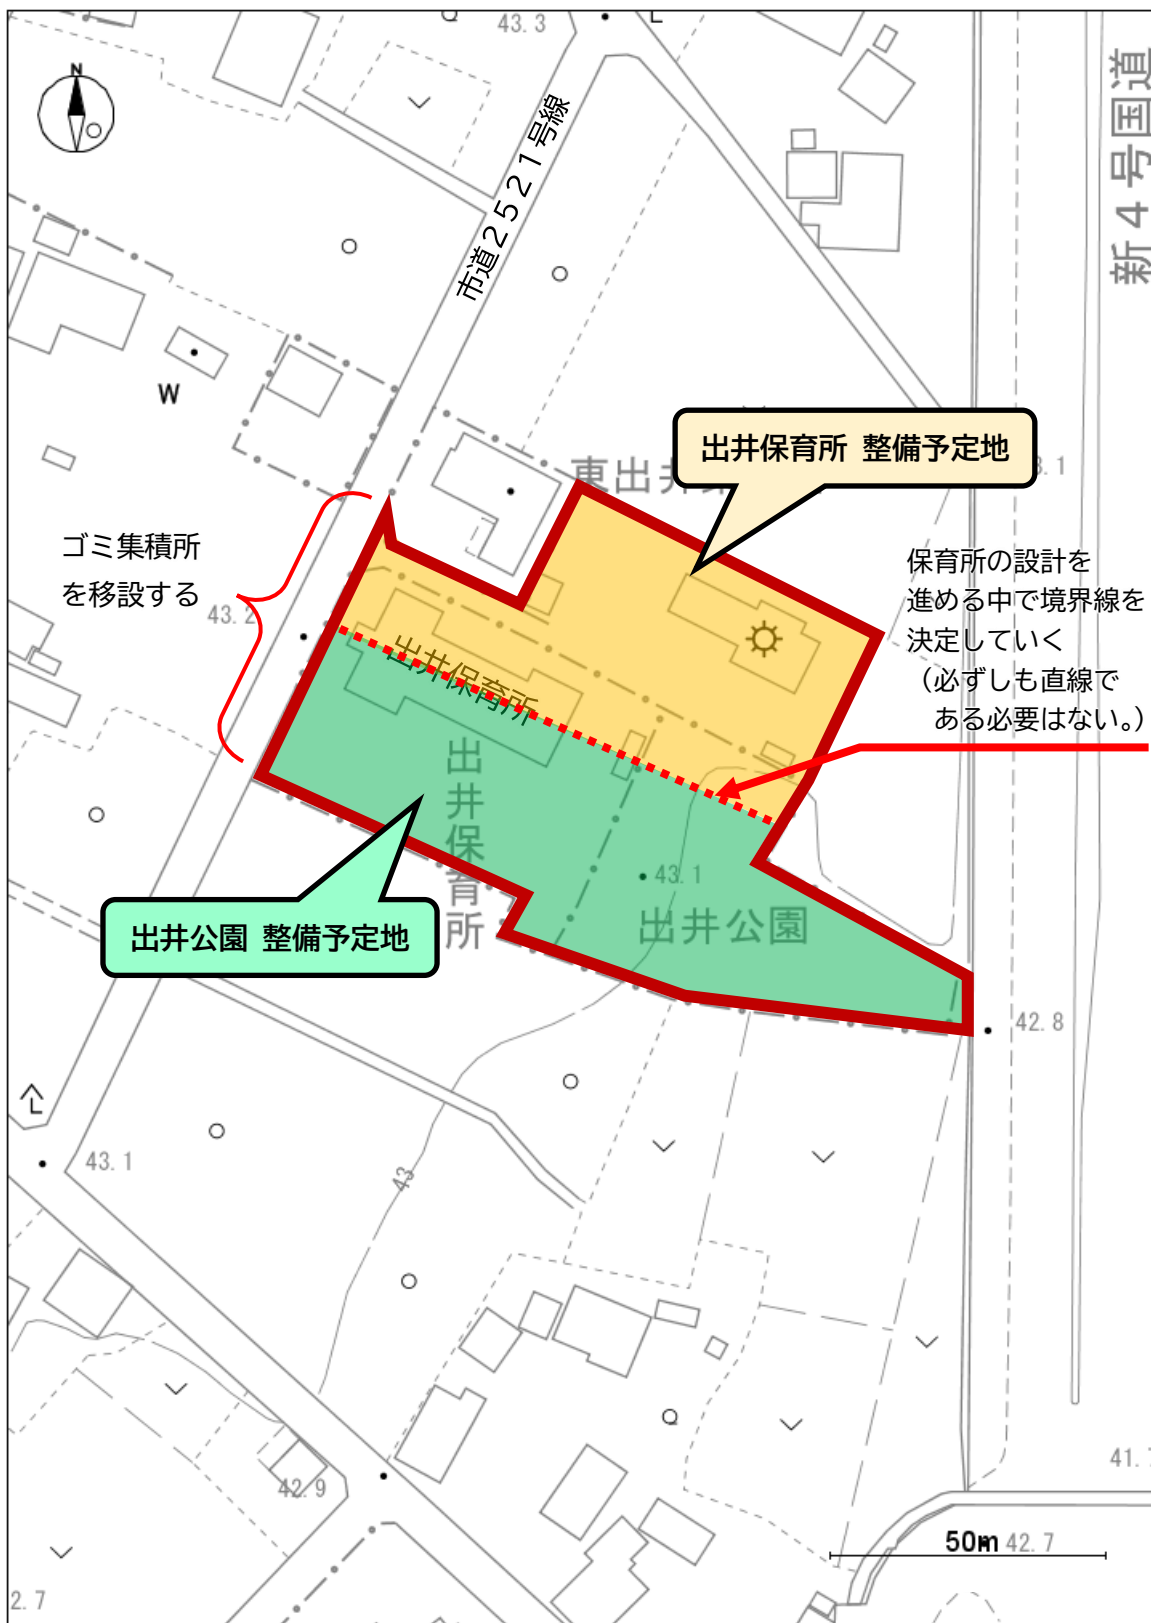 43.3
N
新４号国道
市道２５２１号線
W
出井保育所 整備予定地
東出井
3.1
ゴミ集積所
を移設する
43.2
保育所の設計を
進める中で境界線を
決定していく
（必ずしも直線で
ある必要はない。）
出井保育所
出井保育所
43.1
出井公園
出井公園 整備予定地
42.8
43.1
43
42.9
41.7
50m
42.7
2.7